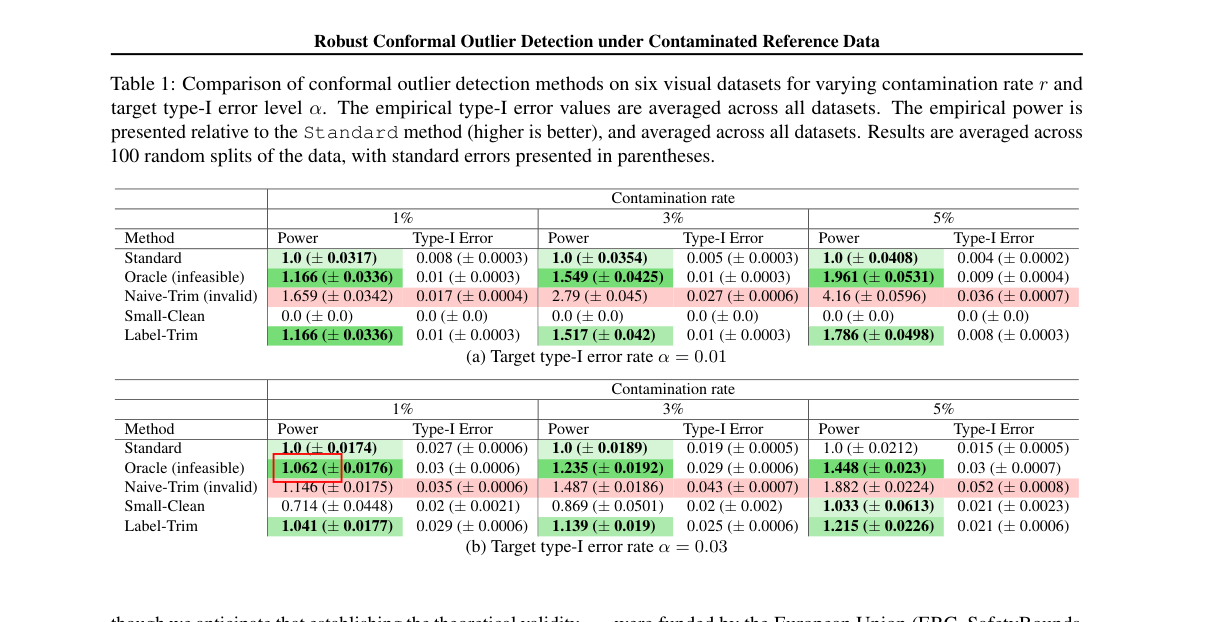 Robust Conformal Outlier Detection under Contaminated Reference Data
Table 1: Comparison of conformal outlier detection methods on six visual datasets for varying contamination rate r and
target type-I error level α. The empirical type-I error values are averaged across all datasets. The empirical power is
presented relative to the Standard method (higher is better), and averaged across all datasets. Results are averaged across
100 random splits of the data, with standard errors presented in parentheses.
Contamination rate
1% 3% 5%
Method Power Type-I Error Power Type-I Error Power Type-I Error
Standard 1.0 (± 0.0317) 0.008 (± 0.0003) 1.0 (± 0.0354) 0.005 (± 0.0003) 1.0 (± 0.0408) 0.004 (± 0.0002)
Oracle (infeasible) 1.166 (± 0.0336) 0.01 (± 0.0003) 1.549 (± 0.0425) 0.01 (± 0.0003) 1.961 (± 0.0531) 0.009 (± 0.0004)
Naive-Trim (invalid) 1.659 (± 0.0342) 0.017 (± 0.0004) 2.79 (± 0.045) 0.027 (± 0.0006) 4.16 (± 0.0596) 0.036 (± 0.0007)
Small-Clean 0.0 (± 0.0) 0.0 (± 0.0) 0.0 (± 0.0) 0.0 (± 0.0) 0.0 (± 0.0) 0.0 (± 0.0)
Label-Trim 1.166 (± 0.0336) 0.01 (± 0.0003) 1.517 (± 0.042) 0.01 (± 0.0003) 1.786 (± 0.0498) 0.008 (± 0.0003)
(a) Target type-I error rate α = 0.01
Contamination rate
1% 3% 5%
Method Power Type-I Error Power Type-I Error Power Type-I Error
Standard 1.0 (± 0.0174) 0.027 (± 0.0006) 1.0 (± 0.0189) 0.019 (± 0.0005) 1.0 (± 0.0212) 0.015 (± 0.0005)
Oracle (infeasible) 1.062 (± 0.0176) 0.03 (± 0.0006) 1.235 (± 0.0192) 0.029 (± 0.0006) 1.448 (± 0.023) 0.03 (± 0.0007)
Naive-Trim (invalid) 1.146 (± 0.0175) 0.035 (± 0.0006) 1.487 (± 0.0186) 0.043 (± 0.0007) 1.882 (± 0.0224) 0.052 (± 0.0008)
Small-Clean 0.714 (± 0.0448) 0.02 (± 0.0021) 0.869 (± 0.0501) 0.02 (± 0.002) 1.033 (± 0.0613) 0.021 (± 0.0023)
Label-Trim 1.041 (± 0.0177) 0.029 (± 0.0006) 1.139 (± 0.019) 0.025 (± 0.0006) 1.215 (± 0.0226) 0.021 (± 0.0006)
(b) Target type-I error rate α = 0.03
though we anticipate that establishing the theoretical validity were funded by the European Union (ERC, SafetyBounds,